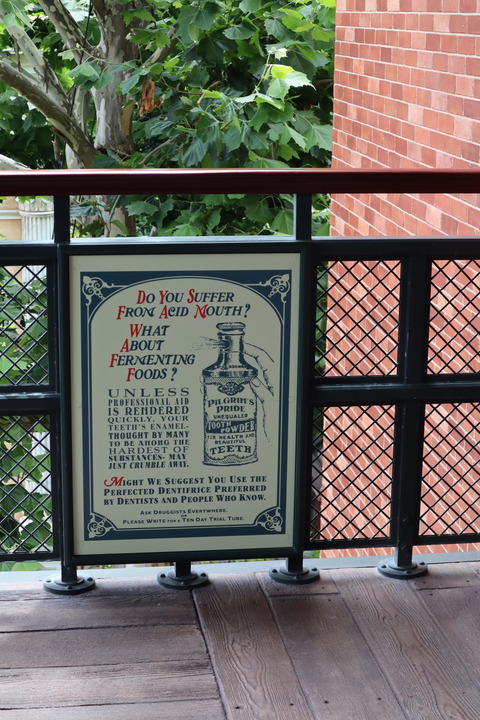 Do You Suffer
From Acid Mouth?
What
About
Fermenting
Foods?
UNLESS
PROFESSIONAL AID
IS RENDERED
QUICKLY, YOUR
TEETH'S ENAMEL-
THOUGHT BY MANY
TO BE AMONG THE
HARDEST OF
SUBSTANCES- MAY
JUST CRUMBLE AWAY.
PILGRIM'S
PRIDE
UNEQUALED
TOOTH
POWDER
FOR HEALTH AND
BEAUTIFUL
TEETH
Might We Suggest You Use the
Perfected Dentifrice Preferred
by Dentists and People Who Know.
Ask Druggists Everywhere.
or
Please Write for a Ten Day Trial Tube.